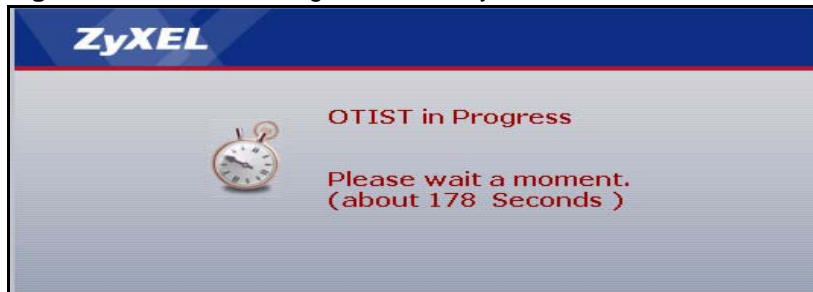 ZyXEL
OTIST in Progress
Please wait a moment.
(about 178 Seconds )